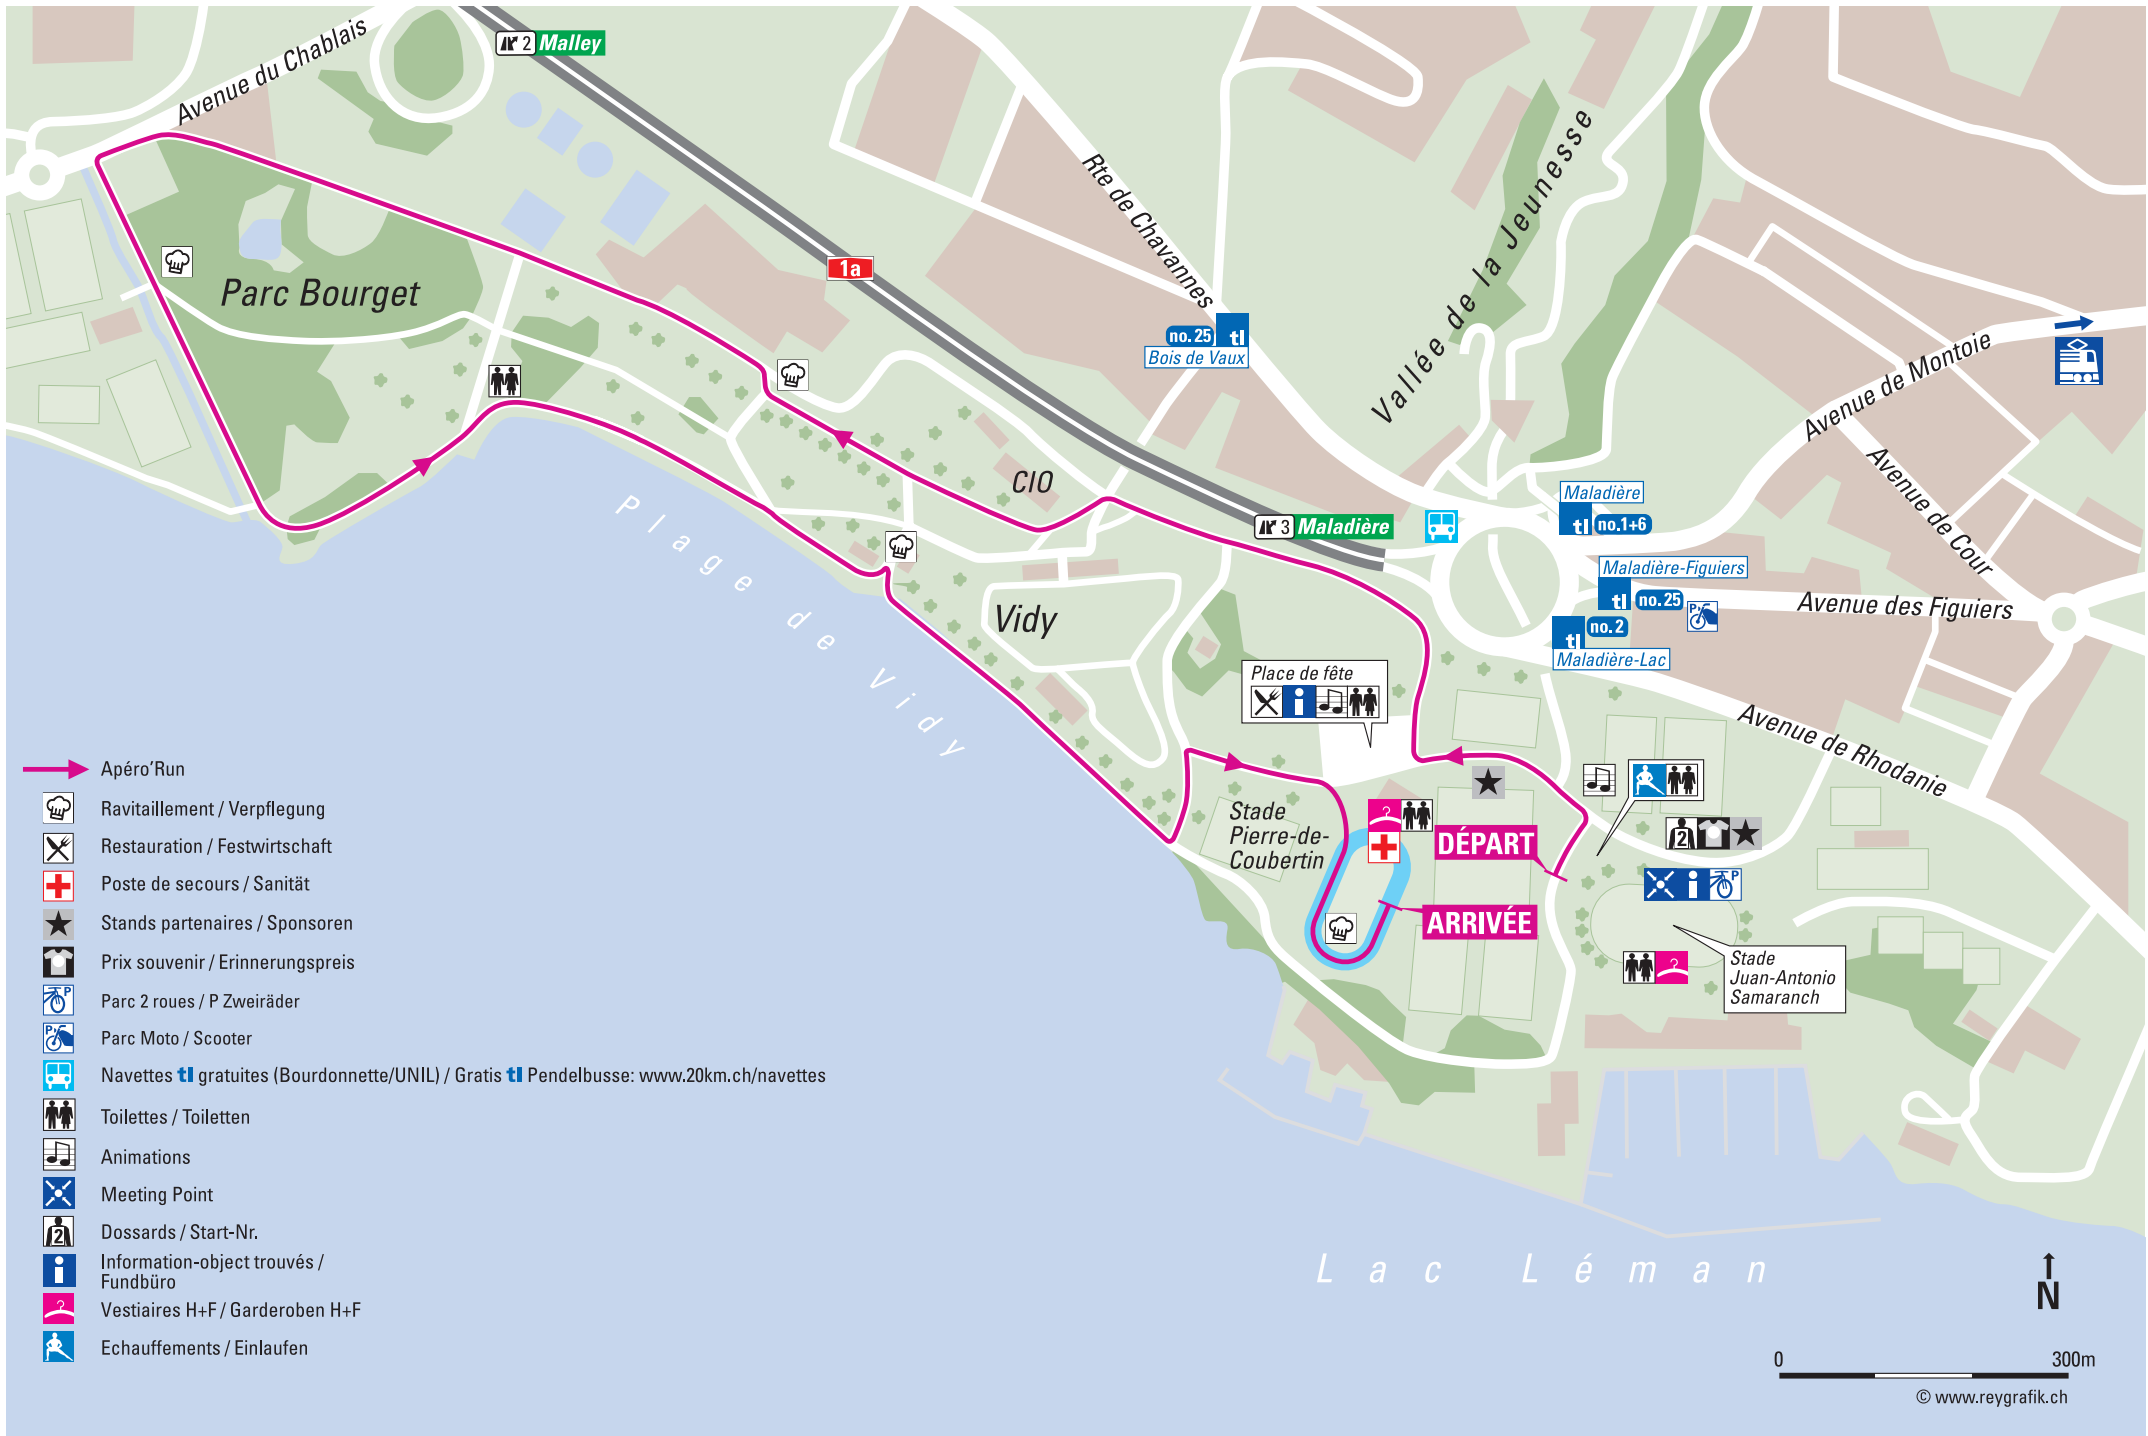 Avenue du Chablais
2 Malley
Rte de Chavannes
Vallée de la Jeunesse
1a
Parc Bourget
no. 25 tl
Bois de Vaux
Avenue de Montoie
Avenue de Cour
CIO
Maladière
tl no. 1+6
3 Maladière
Plage de Vidy
Maladière-Figuiers
tl no. 25
P
Avenue des Figuiers
no. 2
tl
Maladière-Lac
Vidy
Place de fête
i
Avenue de Rhodanie
Stade
Pierre-de-
Coubertin
DÉPART
2
i P
ARRIVÉE
Stade
Juan-Antonio
Samaranch
Apéro'Run
Ravitaillement / Verpflegung
Restauration / Festwirtschaft
Poste de secours / Sanität
Stands partenaires / Sponsoren
Prix souvenir / Erinnerungspreis
P Parc 2 roues / P Zweiräder
P Parc Moto / Scooter
Navettes tl gratuites (Bourdonnette/UNIL) / Gratis tl Pendelbusse: www.20km.ch/navettes
Toilettes / Toiletten
Animations
Meeting Point
2 Dossards / Start-Nr.
i Information-object trouvés /
Fundbüro
Vestiaires H+F / Garderoben H+F
Echauffements / Einlaufen
Lac Léman
N
0 300m
© www.reygrafik.ch